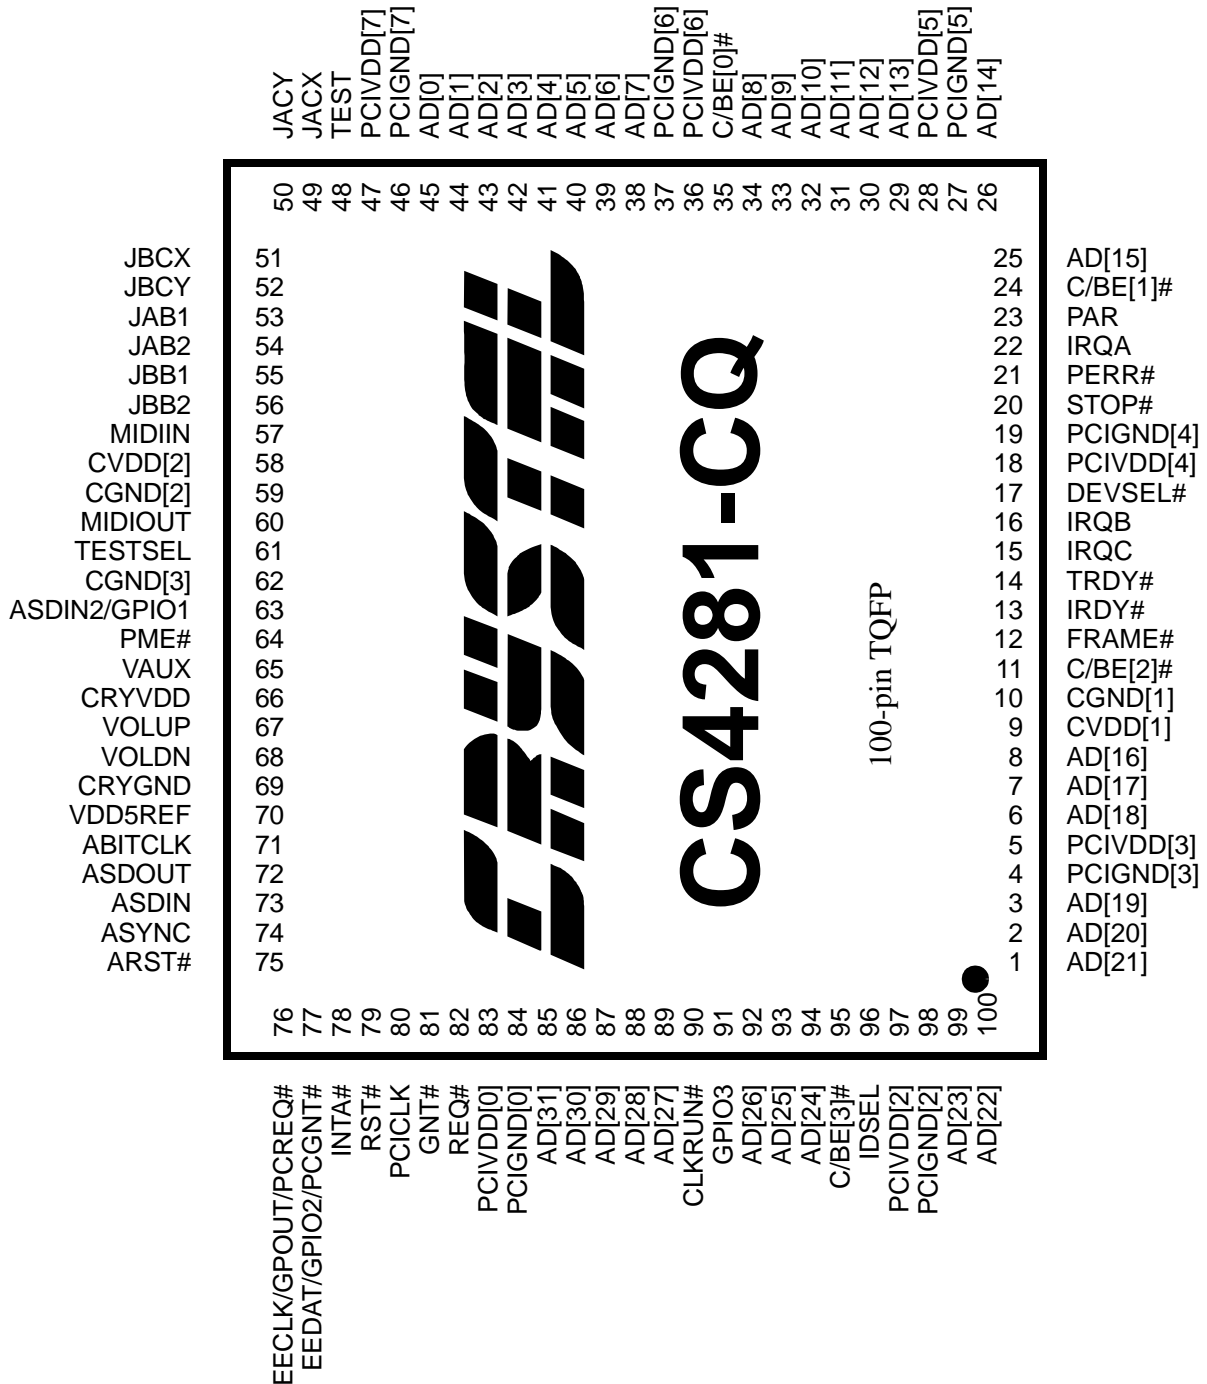 JACY
JACX
TEST
PCIVDD[7]
PCIGND[7]
AD[0]
AD[1]
AD[2]
AD[3]
AD[4]
AD[5]
AD[6]
AD[7]
PCIGND[6]
PCIVDD[6]
C/BE[0]#
AD[8]
AD[9]
AD[10]
AD[11]
AD[12]
AD[13]
PCIVDD[5]
PCIGND[5]
AD[14]
50
49
48
47
46
45
44
43
42
41
40
39
38
37
36
35
34
33
32
31
30
29
28
27
26
JBCX 51
JBCY 52
JAB1 53
JAB2 54
JBB1 55
JBB2 56
MIDIIN 57
CVDD[2] 58
CGND[2] 59
MIDIOUT 60
TESTSEL 61
CGND[3] 62
ASDIN2/GPIO1 63
PME# 64
VAUX 65
CRYVDD 66
VOLUP 67
VOLDN 68
CRYGND 69
VDD5REF 70
ABITCLK 71
ASDOUT 72
ASDIN 73
ASYNC 74
ARST# 75
CRYSTAL
CS4281-CQ
100-pin TQFP
25 AD[15]
24 C/BE[1]#
23 PAR
22 IRQA
21 PERR#
20 STOP#
19 PCIGND[4]
18 PCIVDD[4]
17 DEVSEL#
16 IRQB
15 IRQC
14 TRDY#
13 IRDY#
12 FRAME#
11 C/BE[2]#
10 CGND[1]
9 CVDD[1]
8 AD[16]
7 AD[17]
6 AD[18]
5 PCIVDD[3]
4 PCIGND[3]
3 AD[19]
2 AD[20]
1 AD[21]
76
77
78
79
80
81
82
83
84
85
86
87
88
89
90
91
92
93
94
95
96
97
98
99
100
EECLK/GPOUT/PCREQ#
EEDAT/GPIO2/PCGNT#
INTA#
RST#
PCICLK
GNT#
REQ#
PCIVDD[0]
PCIGND[0]
AD[31]
AD[30]
AD[29]
AD[28]
AD[27]
CLKRUN#
GPIO3
AD[26]
AD[25]
AD[24]
C/BE[3]#
IDSEL
PCIVDD[2]
PCIGND[2]
AD[23]
AD[22]